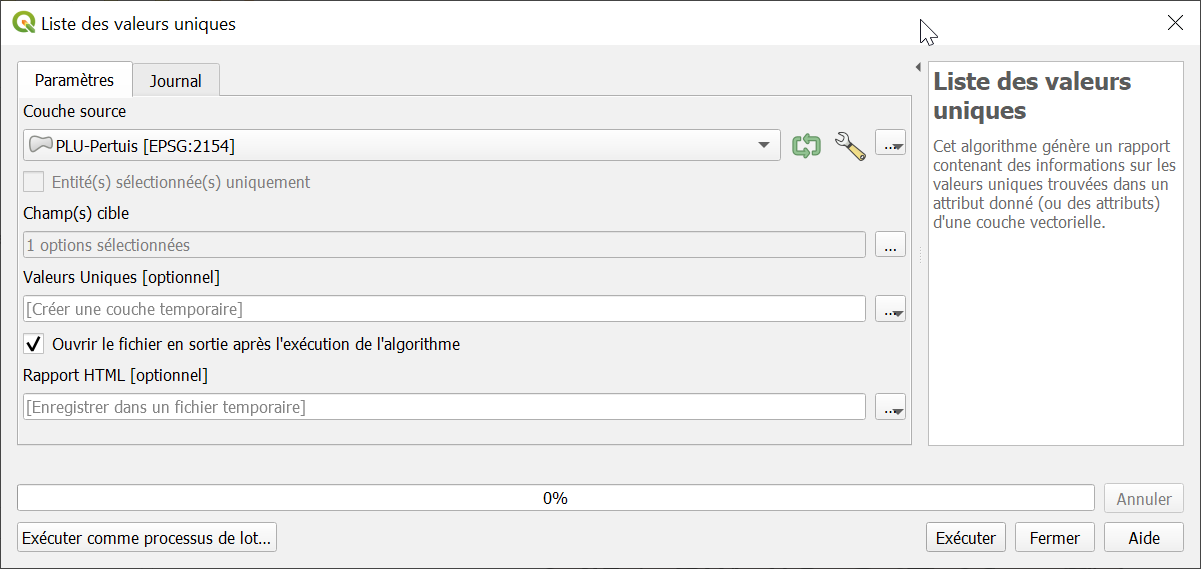 Liste des valeurs uniques
Paramètres
Journal
Couche source
PLU-Pertuis [EPSG:2154]
...
Entité(s) sélectionnée(s) uniquement
Champ(s) cible
1 options sélectionnées
...
Valeurs Uniques [optionnel]
[Créer une couche temporaire]
...
Ouvrir le fichier en sortie après l'exécution de l'algorithme
Rapport HTML [optionnel]
[Enregistrer dans un fichier temporaire]
...
Liste des valeurs
uniques
Cet algorithme génère un rapport
contenant des informations sur les
valeurs uniques trouvées dans un
attribut donné (ou des attributs)
d'une couche vectorielle.
0%
Annuler
Exécuter comme processus de lot...
Exécuter
Fermer
Aide